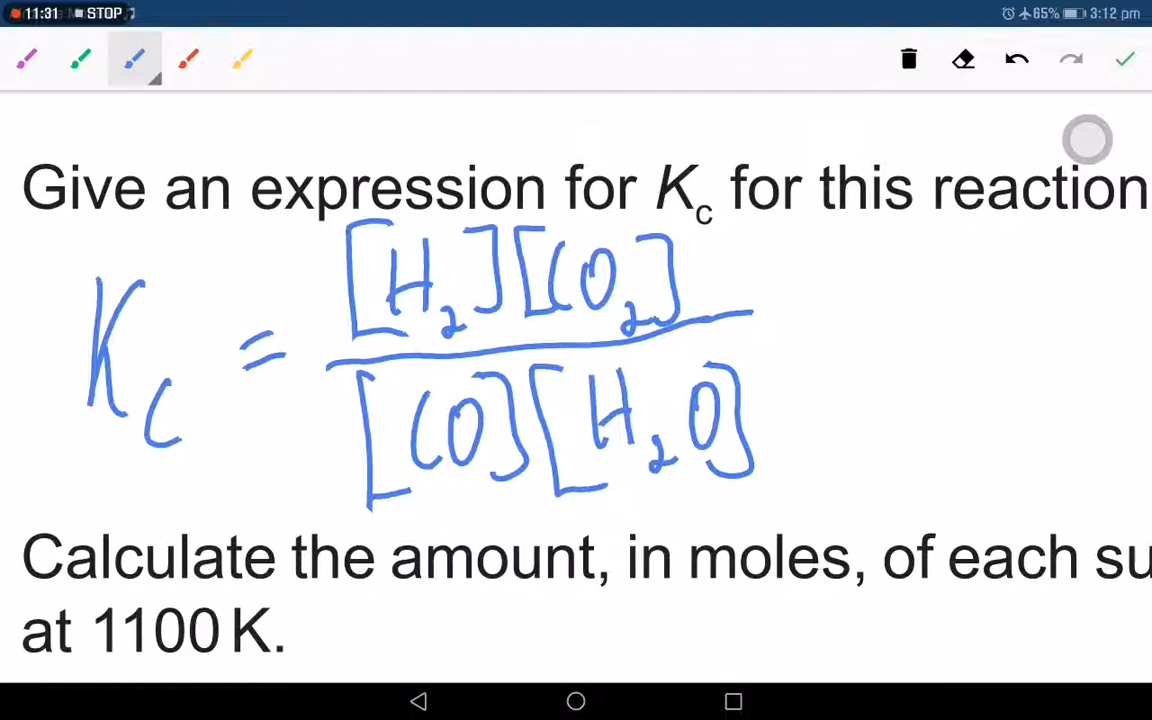 11:31 STOP 65% 3:12 pm
Give an expression for Kc for this reaction
[H2][CO2]
Kc =
[CO][H2O]
Calculate the amount, in moles, of each su
at 1100 K.